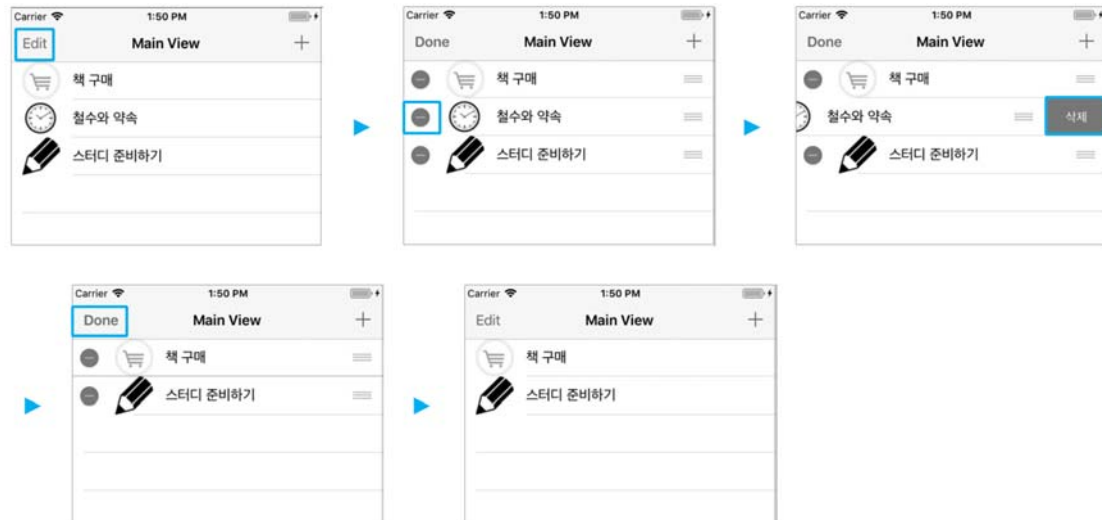 Carrier 1:50 PM
Edit Main View +
책 구매
철수와 약속
스터디 준비하기
Carrier 1:50 PM
Done Main View +
책 구매
철수와 약속
스터디 준비하기
Carrier 1:50 PM
Done Main View +
책 구매
철수와 약속 삭제
스터디 준비하기
Carrier 1:50 PM
Done Main View +
책 구매
스터디 준비하기
Carrier 1:50 PM
Edit Main View +
책 구매
스터디 준비하기